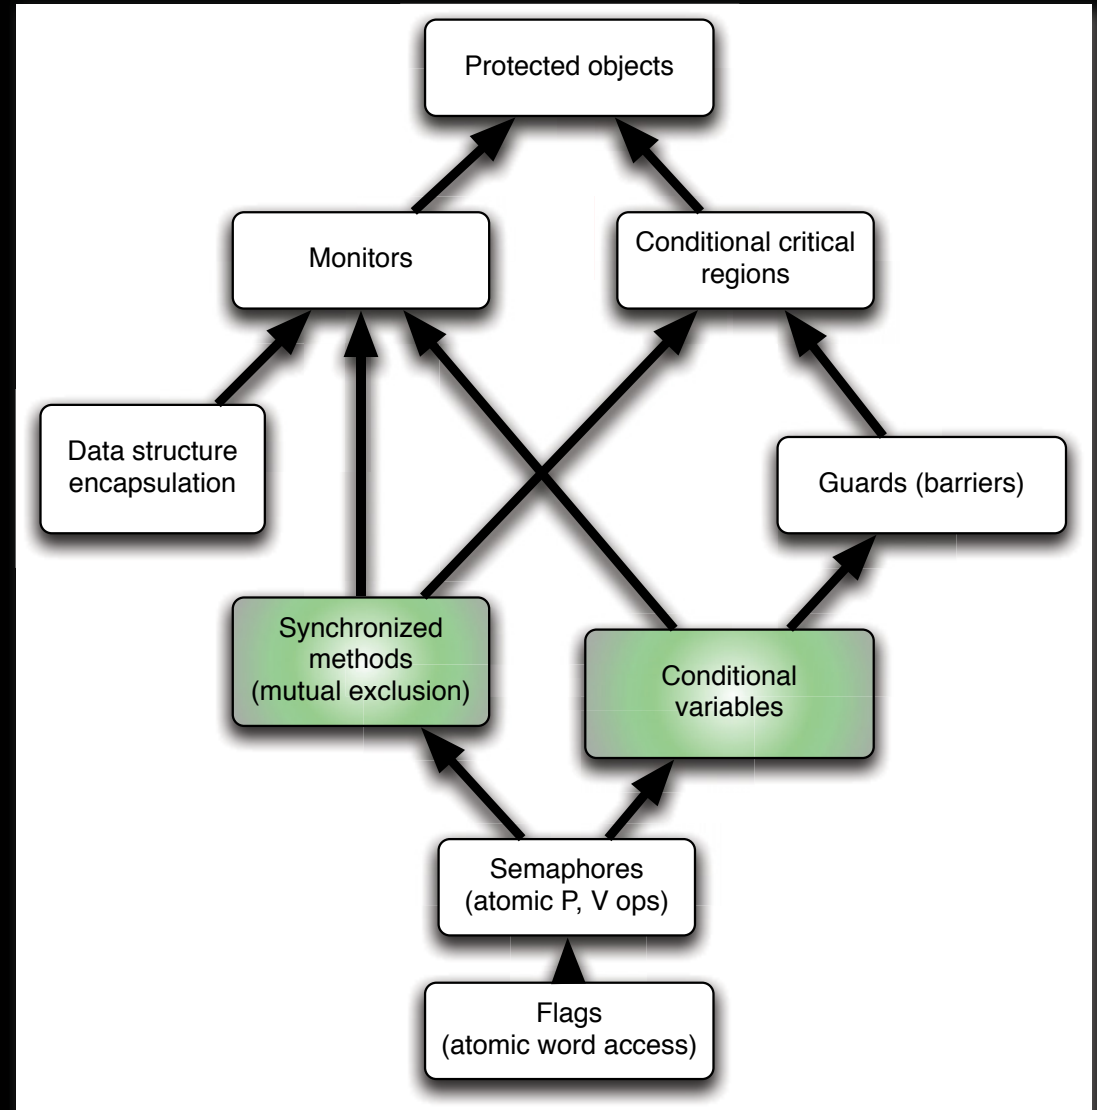 Protected objects
Monitors
Conditional critical
regions
Data structure
encapsulation
Guards (barriers)
Synchronized
methods
(mutual exclusion)
Conditional
variables
Semaphores
(atomic P, V ops)
Flags
(atomic word access)